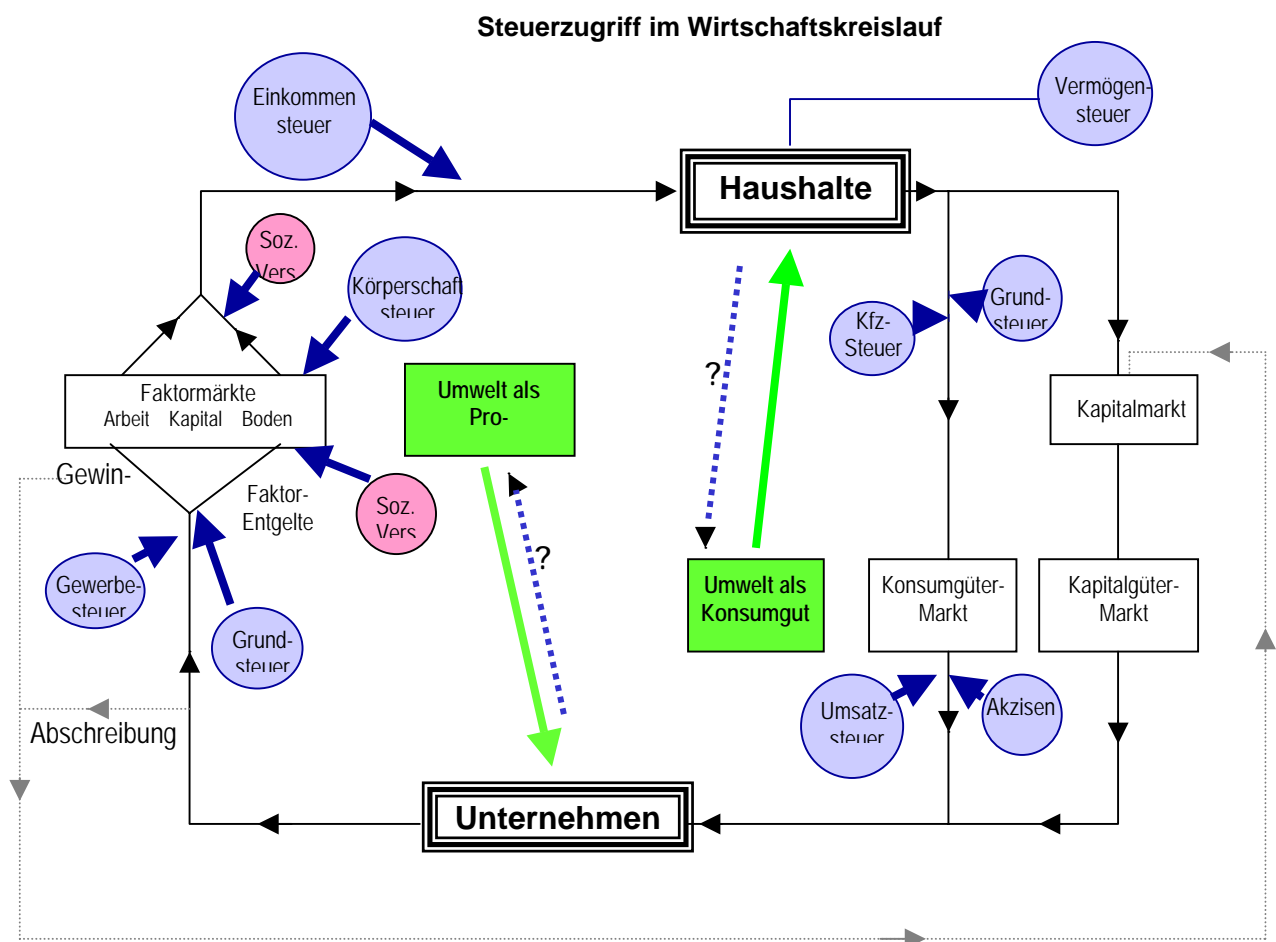 Steuerzugriff im Wirtschaftskreislauf
Einkommen
steuer
Vermögen-
steuer
Haushalte
Soz.
Vers
Körperschaft
steuer
Kfz-
Steuer
Grund-
steuer
Faktormärkte
Arbeit Kapital Boden
Umwelt als
Pro-
?
Kapitalmarkt
Gewin-
Faktor-
Entgelte
Soz.
Vers
?
Gewerbe-
steuer
Grund-
steuer
Umwelt als
Konsumgut
Konsumgüter-
Markt
Kapitalgüter-
Markt
Umsatz-
steuer
Akzisen
Abschreibung
Unternehmen